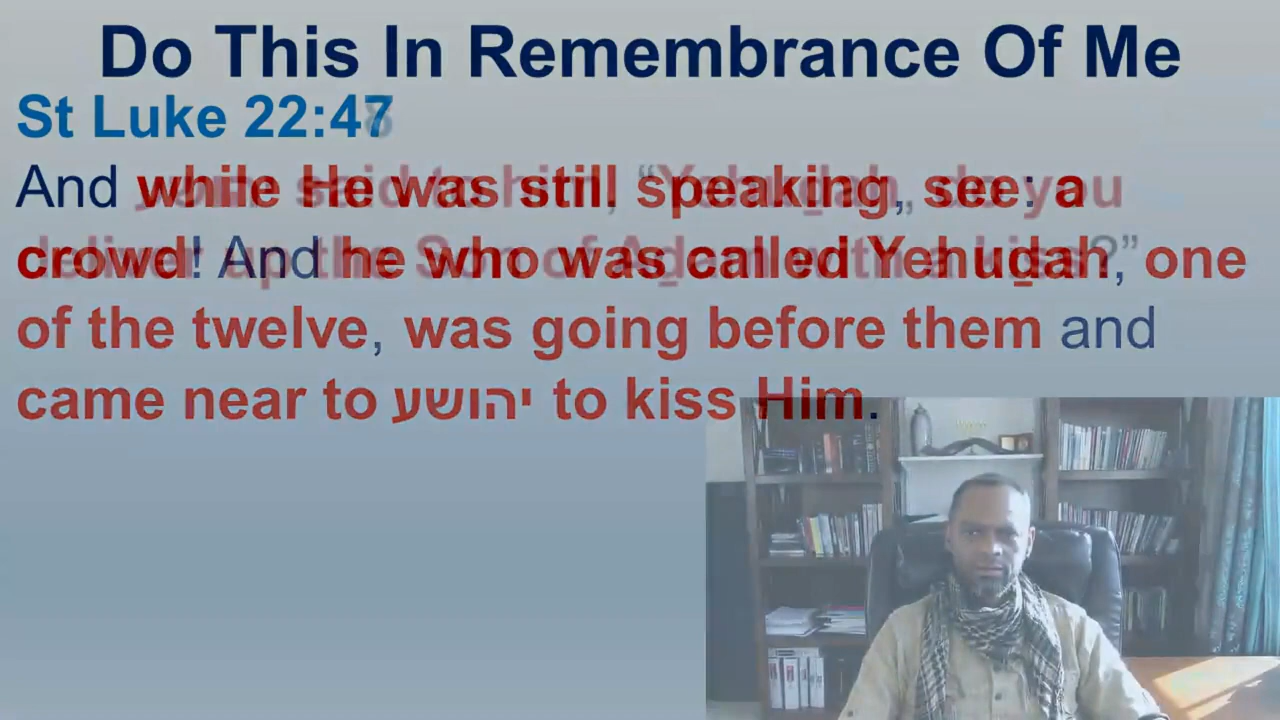 Do This In Remembrance Of Me
St Luke 22:47
And while He was still speaking, see: a
crowd! And he who was called Yehuḏah, one
of the twelve, was going before them and
came near to יהושע to kiss Him.